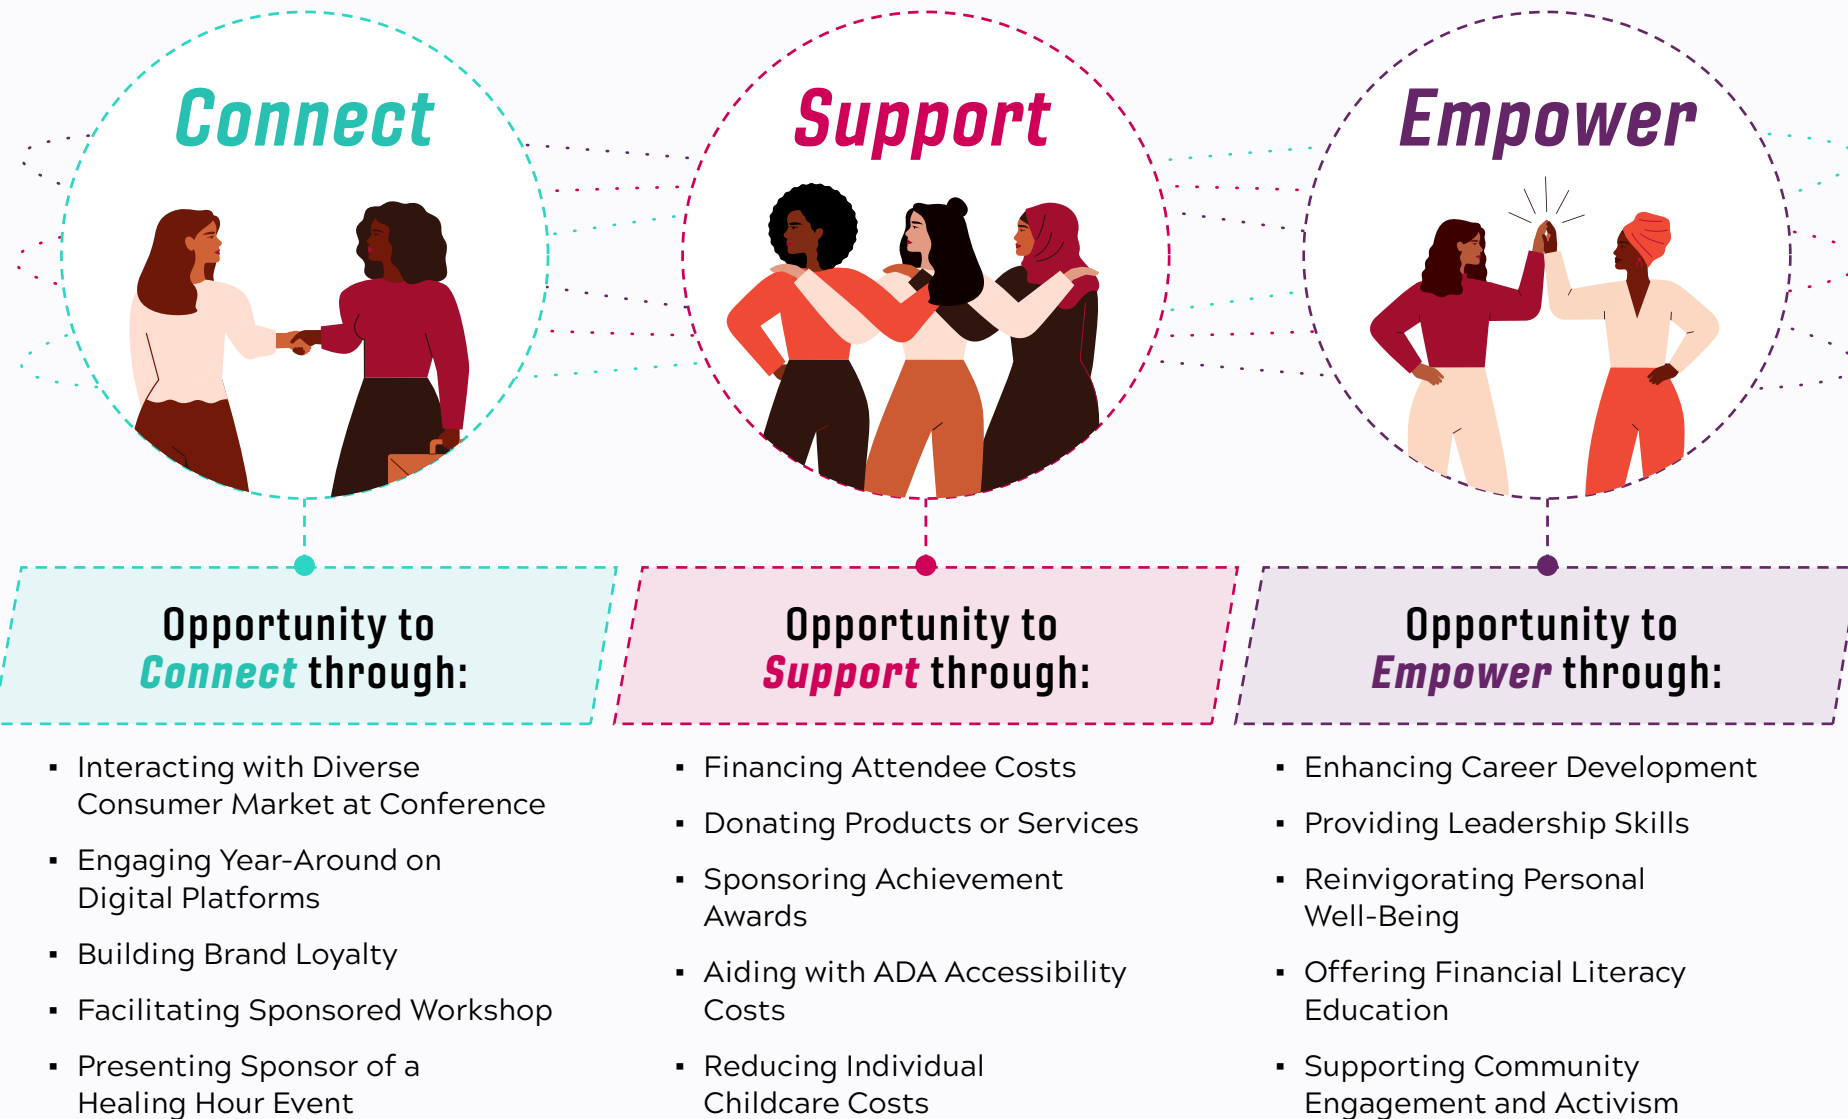 Connect
Support
Empower
Opportunity to
Connect through:
▪ Interacting with Diverse
Consumer Market at Conference
▪ Engaging Year-Around on
Digital Platforms
▪ Building Brand Loyalty
▪ Facilitating Sponsored Workshop
▪ Presenting Sponsor of a
Healing Hour Event
Opportunity to
Support through:
▪ Financing Attendee Costs
▪ Donating Products or Services
▪ Sponsoring Achievement
Awards
▪ Aiding with ADA Accessibility
Costs
▪ Reducing Individual
Childcare Costs
Opportunity to
Empower through:
▪ Enhancing Career Development
▪ Providing Leadership Skills
▪ Reinvigorating Personal
Well-Being
▪ Offering Financial Literacy
Education
▪ Supporting Community
Engagement and Activism